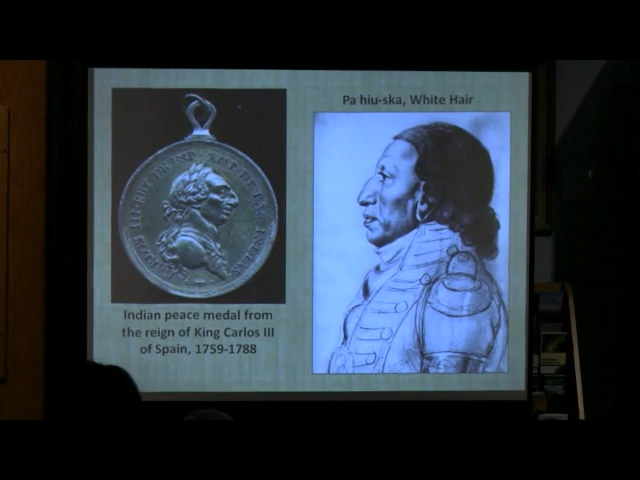 Pa hiu-ska, White Hair
Indian peace medal from
the reign of King Carlos III
of Spain, 1759-1788